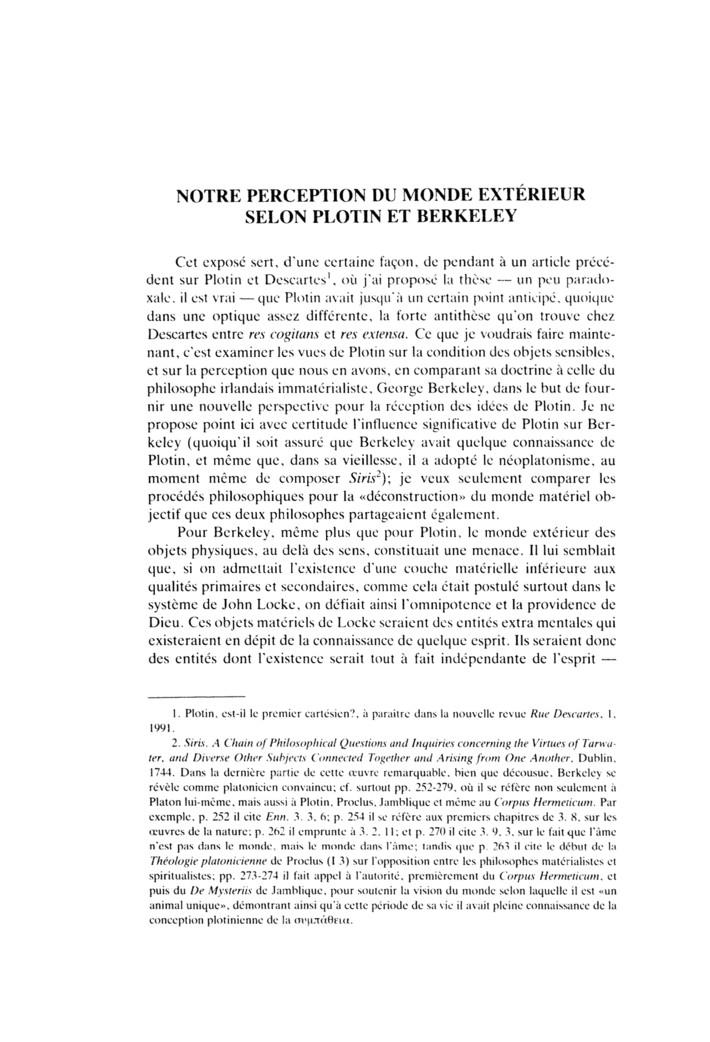 NOTRE PERCEPTION DU MONDE EXTÉRIEUR
SELON PLOTIN ET BERKELEY
Cet exposé sert, d'une certaine façon, de pendant à un article précé-
dent sur Plotin et Descartes¹, où j'ai proposé la thèse — un peu parado-
xale, il est vrai — que Plotin avait jusqu'à un certain point anticipé, quoique
dans une optique assez différente, la forte antithèse qu'on trouve chez
Descartes entre res cogitans et res extensa. Ce que je voudrais faire mainte-
nant, c'est examiner les vues de Plotin sur la condition des objets sensibles,
et sur la perception que nous en avons, en comparant sa doctrine à celle du
philosophe irlandais immatérialiste, George Berkeley, dans le but de four-
nir une nouvelle perspective pour la réception des idées de Plotin. Je ne
propose point ici avec certitude l'influence significative de Plotin sur Ber-
keley (quoiqu'il soit assuré que Berkeley avait quelque connaissance de
Plotin, et même que, dans sa vieillesse, il a adopté le néoplatonisme, au
moment même de composer Siris²); je veux seulement comparer les
procédés philosophiques pour la «déconstruction» du monde matériel ob-
jectif que ces deux philosophes partageaient également.
Pour Berkeley, même plus que pour Plotin, le monde extérieur des
objets physiques, au delà des sens, constituait une menace. Il lui semblait
que, si on admettait l'existence d'une couche matérielle inférieure aux
qualités primaires et secondaires, comme cela était postulé surtout dans le
système de John Locke, on défiait ainsi l'omnipotence et la providence de
Dieu. Ces objets matériels de Locke seraient des entités extra mentales qui
existeraient en dépit de la connaissance de quelque esprit. Ils seraient donc
des entités dont l'existence serait tout à fait indépendante de l'esprit —
1. Plotin, est-il le premier cartésien?, à paraitre dans la nouvelle revue Rue Descartes, 1,
1991.
2. Siris. A Chain of Philosophical Questions and Inquiries concerning the Virtues of Tarwa-
ter, and Diverse Other Subjects Connected Together and Arising from One Another, Dublin,
1744. Dans la dernière partie de cette œuvre remarquable, bien que décousue, Berkeley se
révèle comme platonicien convaincu; cf. surtout pp. 252-279, où il se réfère non seulement à
Platon lui-même, mais aussi à Plotin, Proclus, Jamblique et même au Corpus Hermeticum. Par
exemple, p. 252 il cite Enn. 3. 3, 6; p. 254 il se réfère aux premiers chapitres de 3. 8, sur les
œuvres de la nature; p. 262 il emprunte à 3. 2, 11; et p. 270 il cite 3. 9, 3, sur le fait que l'âme
n'est pas dans le monde, mais le monde dans l'âme; tandis que p. 263 il cite le début de la
Théologie platonicienne de Proclus (I 3) sur l'opposition entre les philosophes matérialistes et
spiritualistes; pp. 273-274 il fait appel à l'autorité, premièrement du Corpus Hermeticum, et
puis du De Mysteriis de Jamblique, pour soutenir la vision du monde selon laquelle il est «un
animal unique», démontrant ainsi qu'à cette période de sa vie il avait pleine connaissance de la
conception plotinienne de la συμπάθεια.